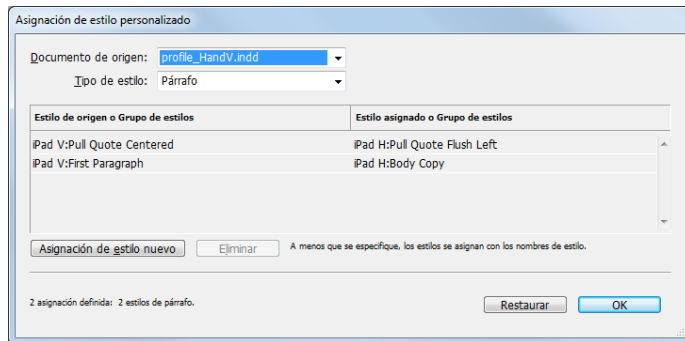 Asignación de estilo personalizado
Documento de origen: profile_HandV.indd
Tipo de estilo: Párrafo
Estilo de origen o Grupo de estilos Estilo asignado o Grupo de estilos
iPad V:Pull Quote Centered iPad H:Pull Quote Flush Left
iPad V:First Paragraph iPad H:Body Copy
Asignación de estilo nuevo Eliminar A menos que se especifique, los estilos se asignan con los nombres de estilo.
2 asignación definida: 2 estilos de párrafo. Restaurar OK